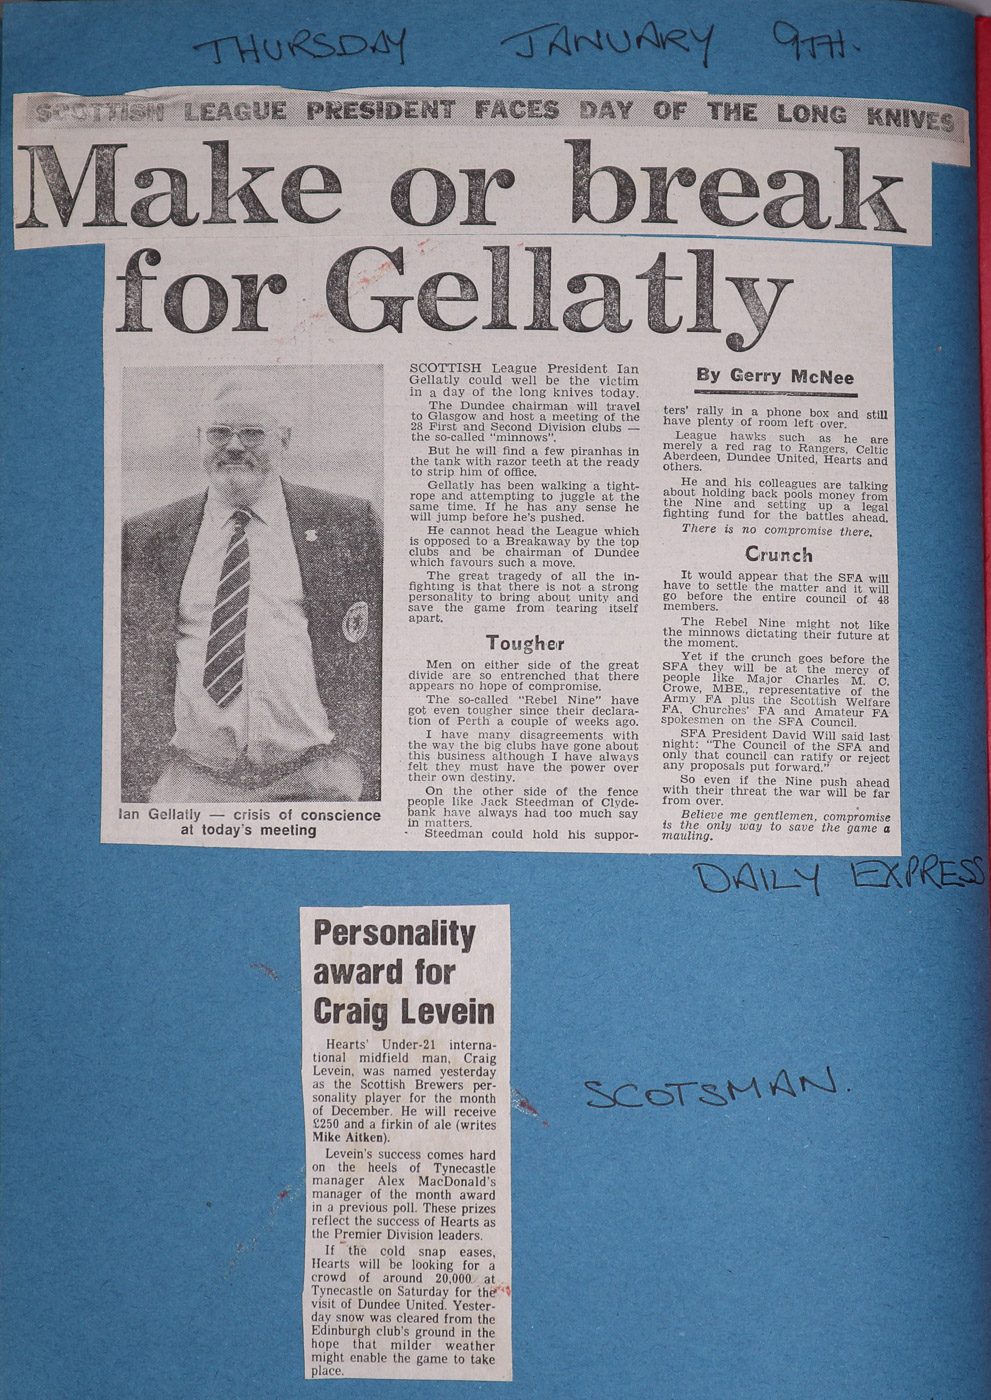 THURSDAY JANUARY 9TH.
SCOTTISH LEAGUE PRESIDENT FACES DAY OF THE LONG KNIVES
Make or break
for Gellatly
Ian Gellatly — crisis of conscience
at today's meeting
SCOTTISH League President Ian
Gellatly could well be the victim
in a day of the long knives today.
The Dundee chairman will travel
to Glasgow and host a meeting of the
28 First and Second Division clubs —
the so-called "minnows".
But he will find a few piranhas in
the tank with razor teeth at the ready
to strip him of office.
Gellatly has been walking a tight-
rope and attempting to juggle at the
same time. If he has any sense he
will jump before he's pushed.
He cannot head the League which
is opposed to a Breakaway by the top
clubs and be chairman of Dundee
which favours such a move.
The great tragedy of all the in-
fighting is that there is not a strong
personality to bring about unity and
save the game from tearing itself
apart.
Tougher
Men on either side of the great
divide are so entrenched that there
appears no hope of compromise.
The so-called "Rebel Nine" have
got even tougher since their declara-
tion of Perth a couple of weeks ago.
I have many disagreements with
the way the big clubs have gone about
this business although I have always
felt they must have the power over
their own destiny.
On the other side of the fence
people like Jack Steedman of Clyde-
bank have always had too much say
in matters.
Steedman could hold his suppor-
By Gerry McNee
ters' rally in a phone box and still
have plenty of room left over.
League hawks such as he are
merely a red rag to Rangers, Celtic
Aberdeen, Dundee United, Hearts and
others.
He and his colleagues are talking
about holding back pools money from
the Nine and setting up a legal
fighting fund for the battles ahead.
There is no compromise there.
Crunch
It would appear that the SFA will
have to settle the matter and it will
go before the entire council of 48
members.
The Rebel Nine might not like
the minnows dictating their future at
the moment.
Yet if the crunch goes before the
SFA they will be at the mercy of
people like Major Charles M. C.
Crowe, MBE., representative of the
Army FA plus the Scottish Welfare
FA, Churches' FA and Amateur FA
spokesmen on the SFA Council.
SFA President David Will said last
night: "The Council of the SFA and
only that council can ratify or reject
any proposals put forward."
So even if the Nine push ahead
with their threat the war will be far
from over.
Believe me gentlemen, compromise
is the only way to save the game a
mauling.
DAILY EXPRESS
Personality
award for
Craig Levein
Hearts' Under-21 interna-
tional midfield man, Craig
Levein, was named yesterday
as the Scottish Brewers per-
sonality player for the month
of December. He will receive
£250 and a firkin of ale (writes
Mike Aitken).
Levein's success comes hard
on the heels of Tynecastle
manager Alex MacDonald's
manager of the month award
in a previous poll. These prizes
reflect the success of Hearts as
the Premier Division leaders.
If the cold snap eases,
Hearts will be looking for a
crowd of around 20,000 at
Tynecastle on Saturday for the
visit of Dundee United. Yester-
day snow was cleared from the
Edinburgh club's ground in the
hope that milder weather
might enable the game to take
place.
SCOTSMAN.